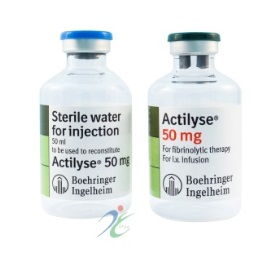 Sterile water
for injection
50 ml
to be used to reconstitute
Actilyse® 50 mg
Boehringer
Ingelheim
Actilyse®
50 mg
For fibrinolytic therapy
For i.v. infusion
Boehringer
Ingelheim